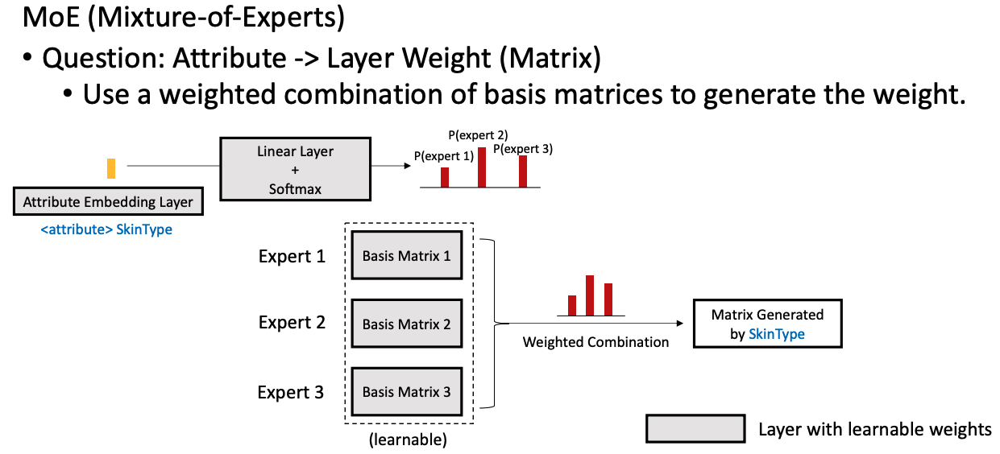 MoE (Mixture-of-Experts)
• Question: Attribute -> Layer Weight (Matrix)
• Use a weighted combination of basis matrices to generate the weight.
Linear Layer
+
Softmax
P(expert 2)
P(expert 1)
P(expert 3)
Attribute Embedding Layer
<attribute> SkinType
Expert 1
Basis Matrix 1
Expert 2
Basis Matrix 2
Expert 3
Basis Matrix 3
(learnable)
Weighted Combination
Matrix Generated
by SkinType
Layer with learnable weights